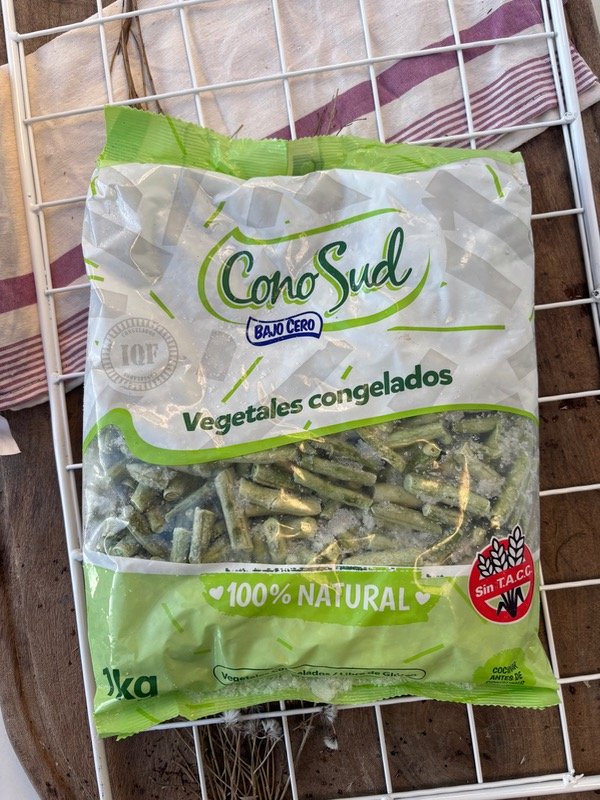 Cono Sud
BAJO CERO
IQF
Vegetales congelados
100% NATURAL
Sin T.A.C.C.
1kg
COCINAR
ANTES DE